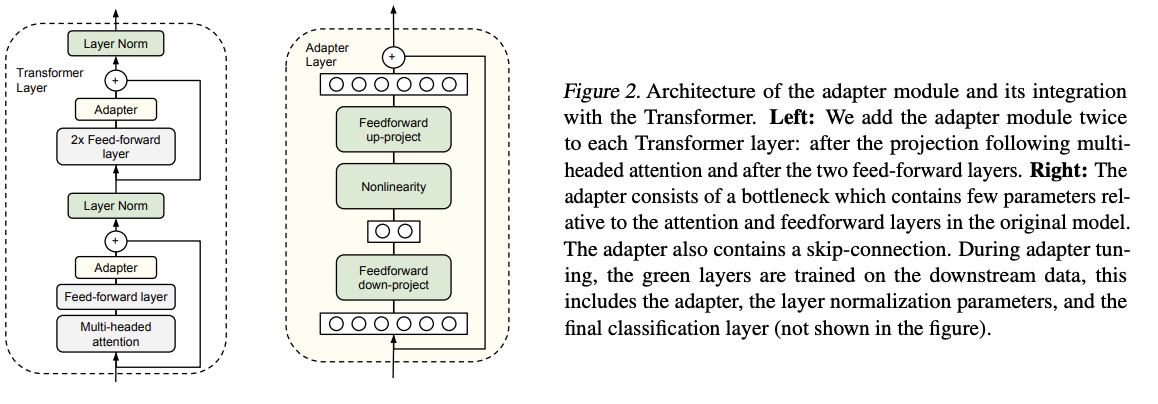 Layer Norm
Transformer
Layer
+
Adapter
2x Feed-forward
layer
Layer Norm
+
Adapter
Feed-forward layer
Multi-headed
attention
Adapter
Layer
+
Feedforward
up-project
Nonlinearity
Feedforward
down-project
Figure 2. Architecture of the adapter module and its integration
with the Transformer. Left: We add the adapter module twice
to each Transformer layer: after the projection following multi-
headed attention and after the two feed-forward layers. Right: The
adapter consists of a bottleneck which contains few parameters rel-
ative to the attention and feedforward layers in the original model.
The adapter also contains a skip-connection. During adapter tun-
ing, the green layers are trained on the downstream data, this
includes the adapter, the layer normalization parameters, and the
final classification layer (not shown in the figure).